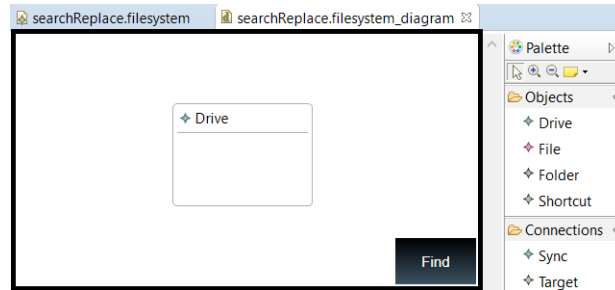 searchReplace.filesystem
searchReplace.filesystem_diagram
Palette
Objects
Drive
Drive
File
Folder
Shortcut
Connections
Find
Sync
Target